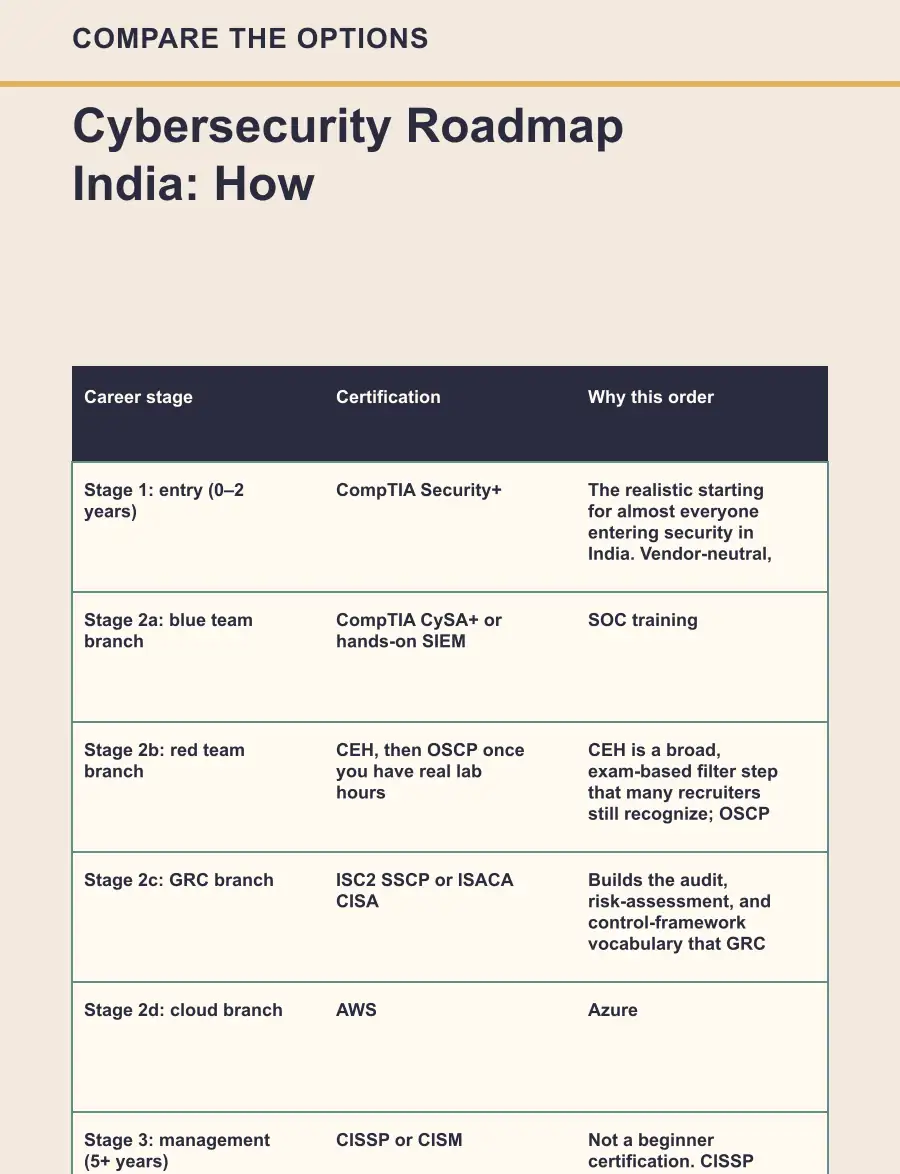 COMPARE THE OPTIONS
Cybersecurity Roadmap
India: How
Career stage
Certification
Why this order
Stage 1: entry (0–2
years)
CompTIA Security+
The realistic starting
for almost everyone
entering security in
India. Vendor-neutral,
Stage 2a: blue team
branch
CompTIA CySA+ or
hands-on SIEM
SOC training
Stage 2b: red team
branch
CEH, then OSCP once
you have real lab
hours
CEH is a broad,
exam-based filter step
that many recruiters
still recognize; OSCP
Stage 2c: GRC branch
ISC2 SSCP or ISACA
CISA
Builds the audit,
risk-assessment, and
control-framework
vocabulary that GRC
Stage 2d: cloud branch
AWS
Azure
Stage 3: management
(5+ years)
CISSP or CISM
Not a beginner
certification. CISSP